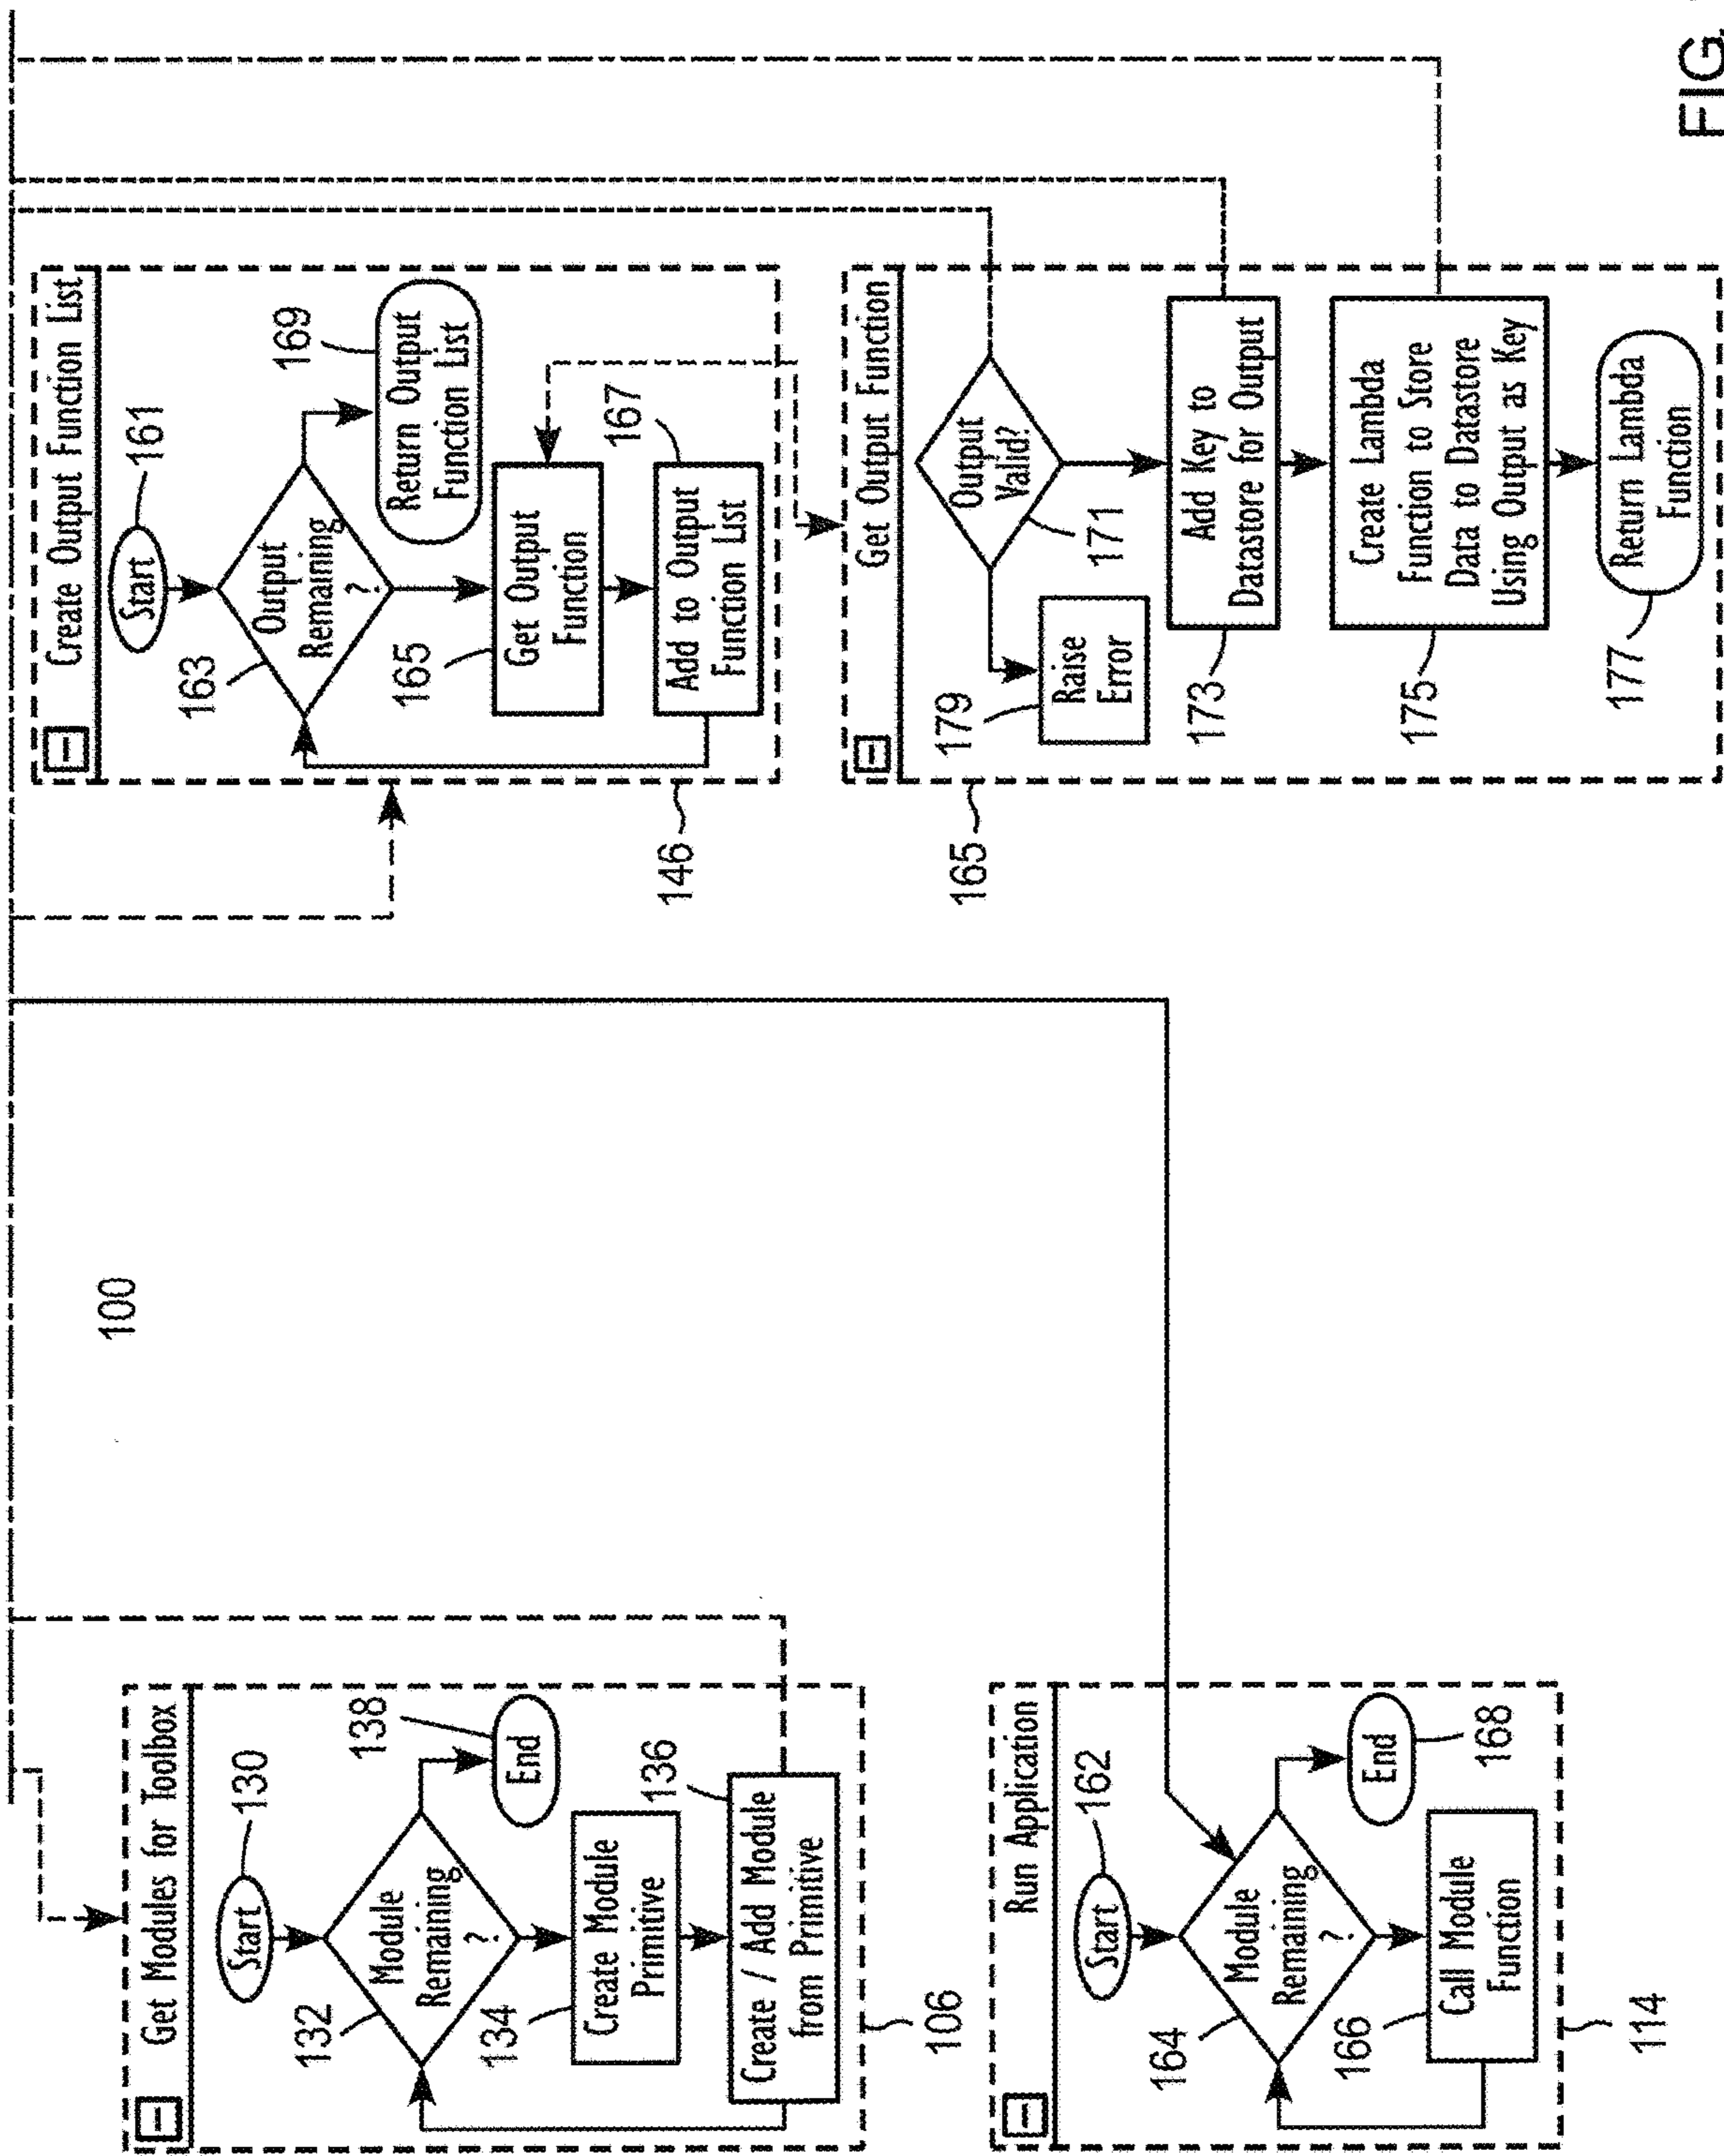 100
Get Modules for Toolbox
Start
130
Module
Remaining
?
132
End
138
Create Module
Primitive
134
Create / Add Module
from Primitive
136
106
Run Application
Start
162
Module
Remaining
?
164
End
168
Call Module
Function
166
114
Create Output Function List
Start
161
Output
Remaining
?
163
Return Output
Function List
169
Get Output
Function
165
Add to Output
Function List
167
146
Get Output Function
Output
Valid?
171
Raise
Error
179
Add Key to
Datastore for Output
173
Create Lambda
Function to Store
Data to Datastore
Using Output as Key
175
Return Lambda
Function
177
165
FIG.